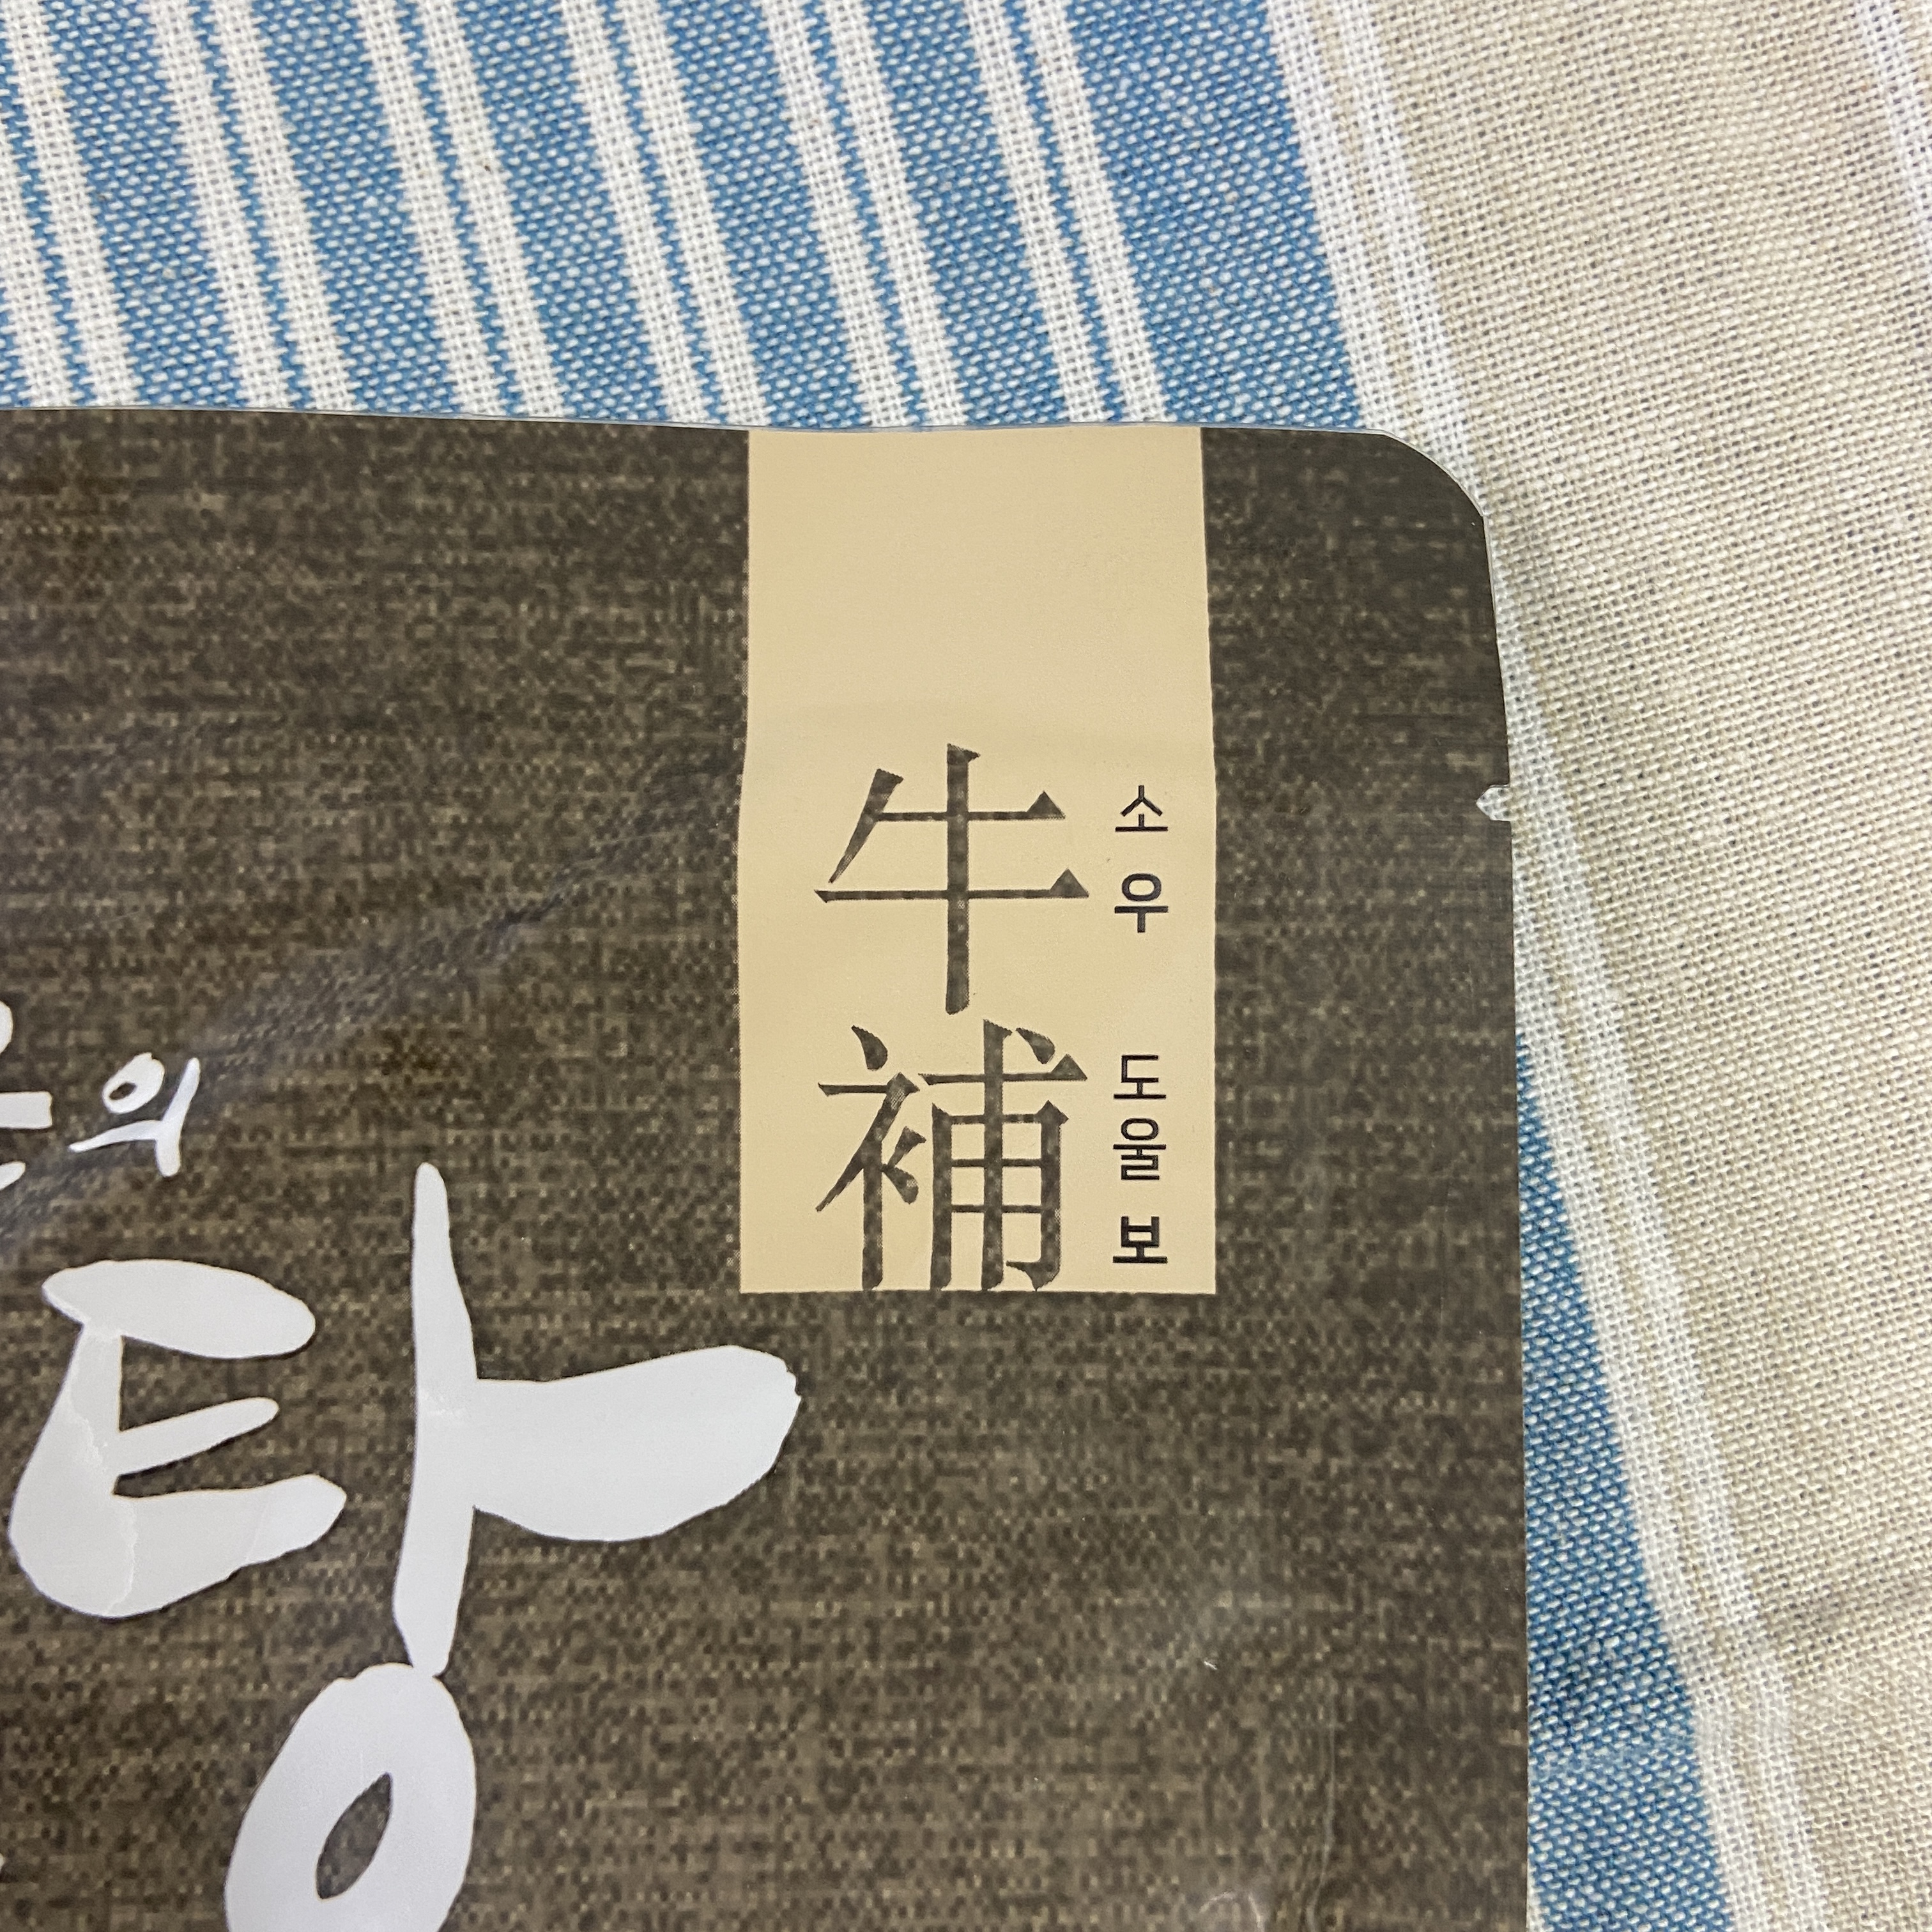 牛補
소 우
도울 보
의
탕